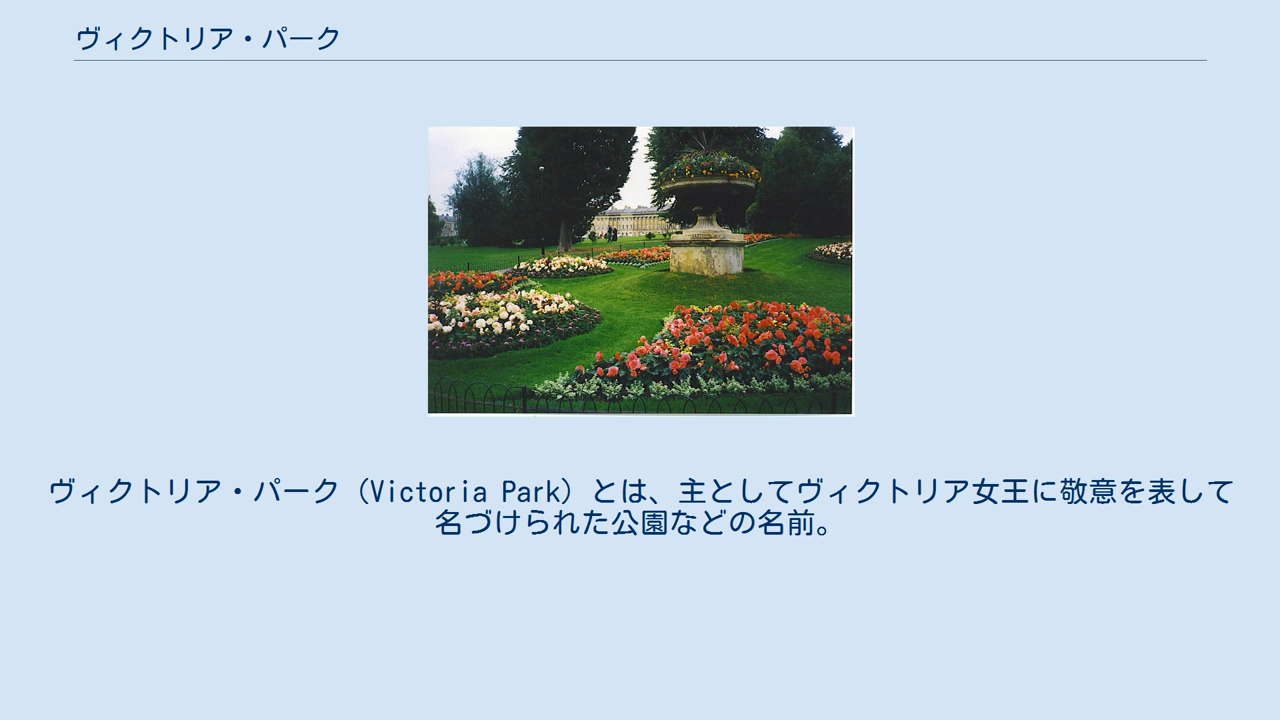 ヴィクトリア・パーク
ヴィクトリア・パーク（Victoria Park）とは、主としてヴィクトリア女王に敬意を表して
名づけられた公園などの名前。